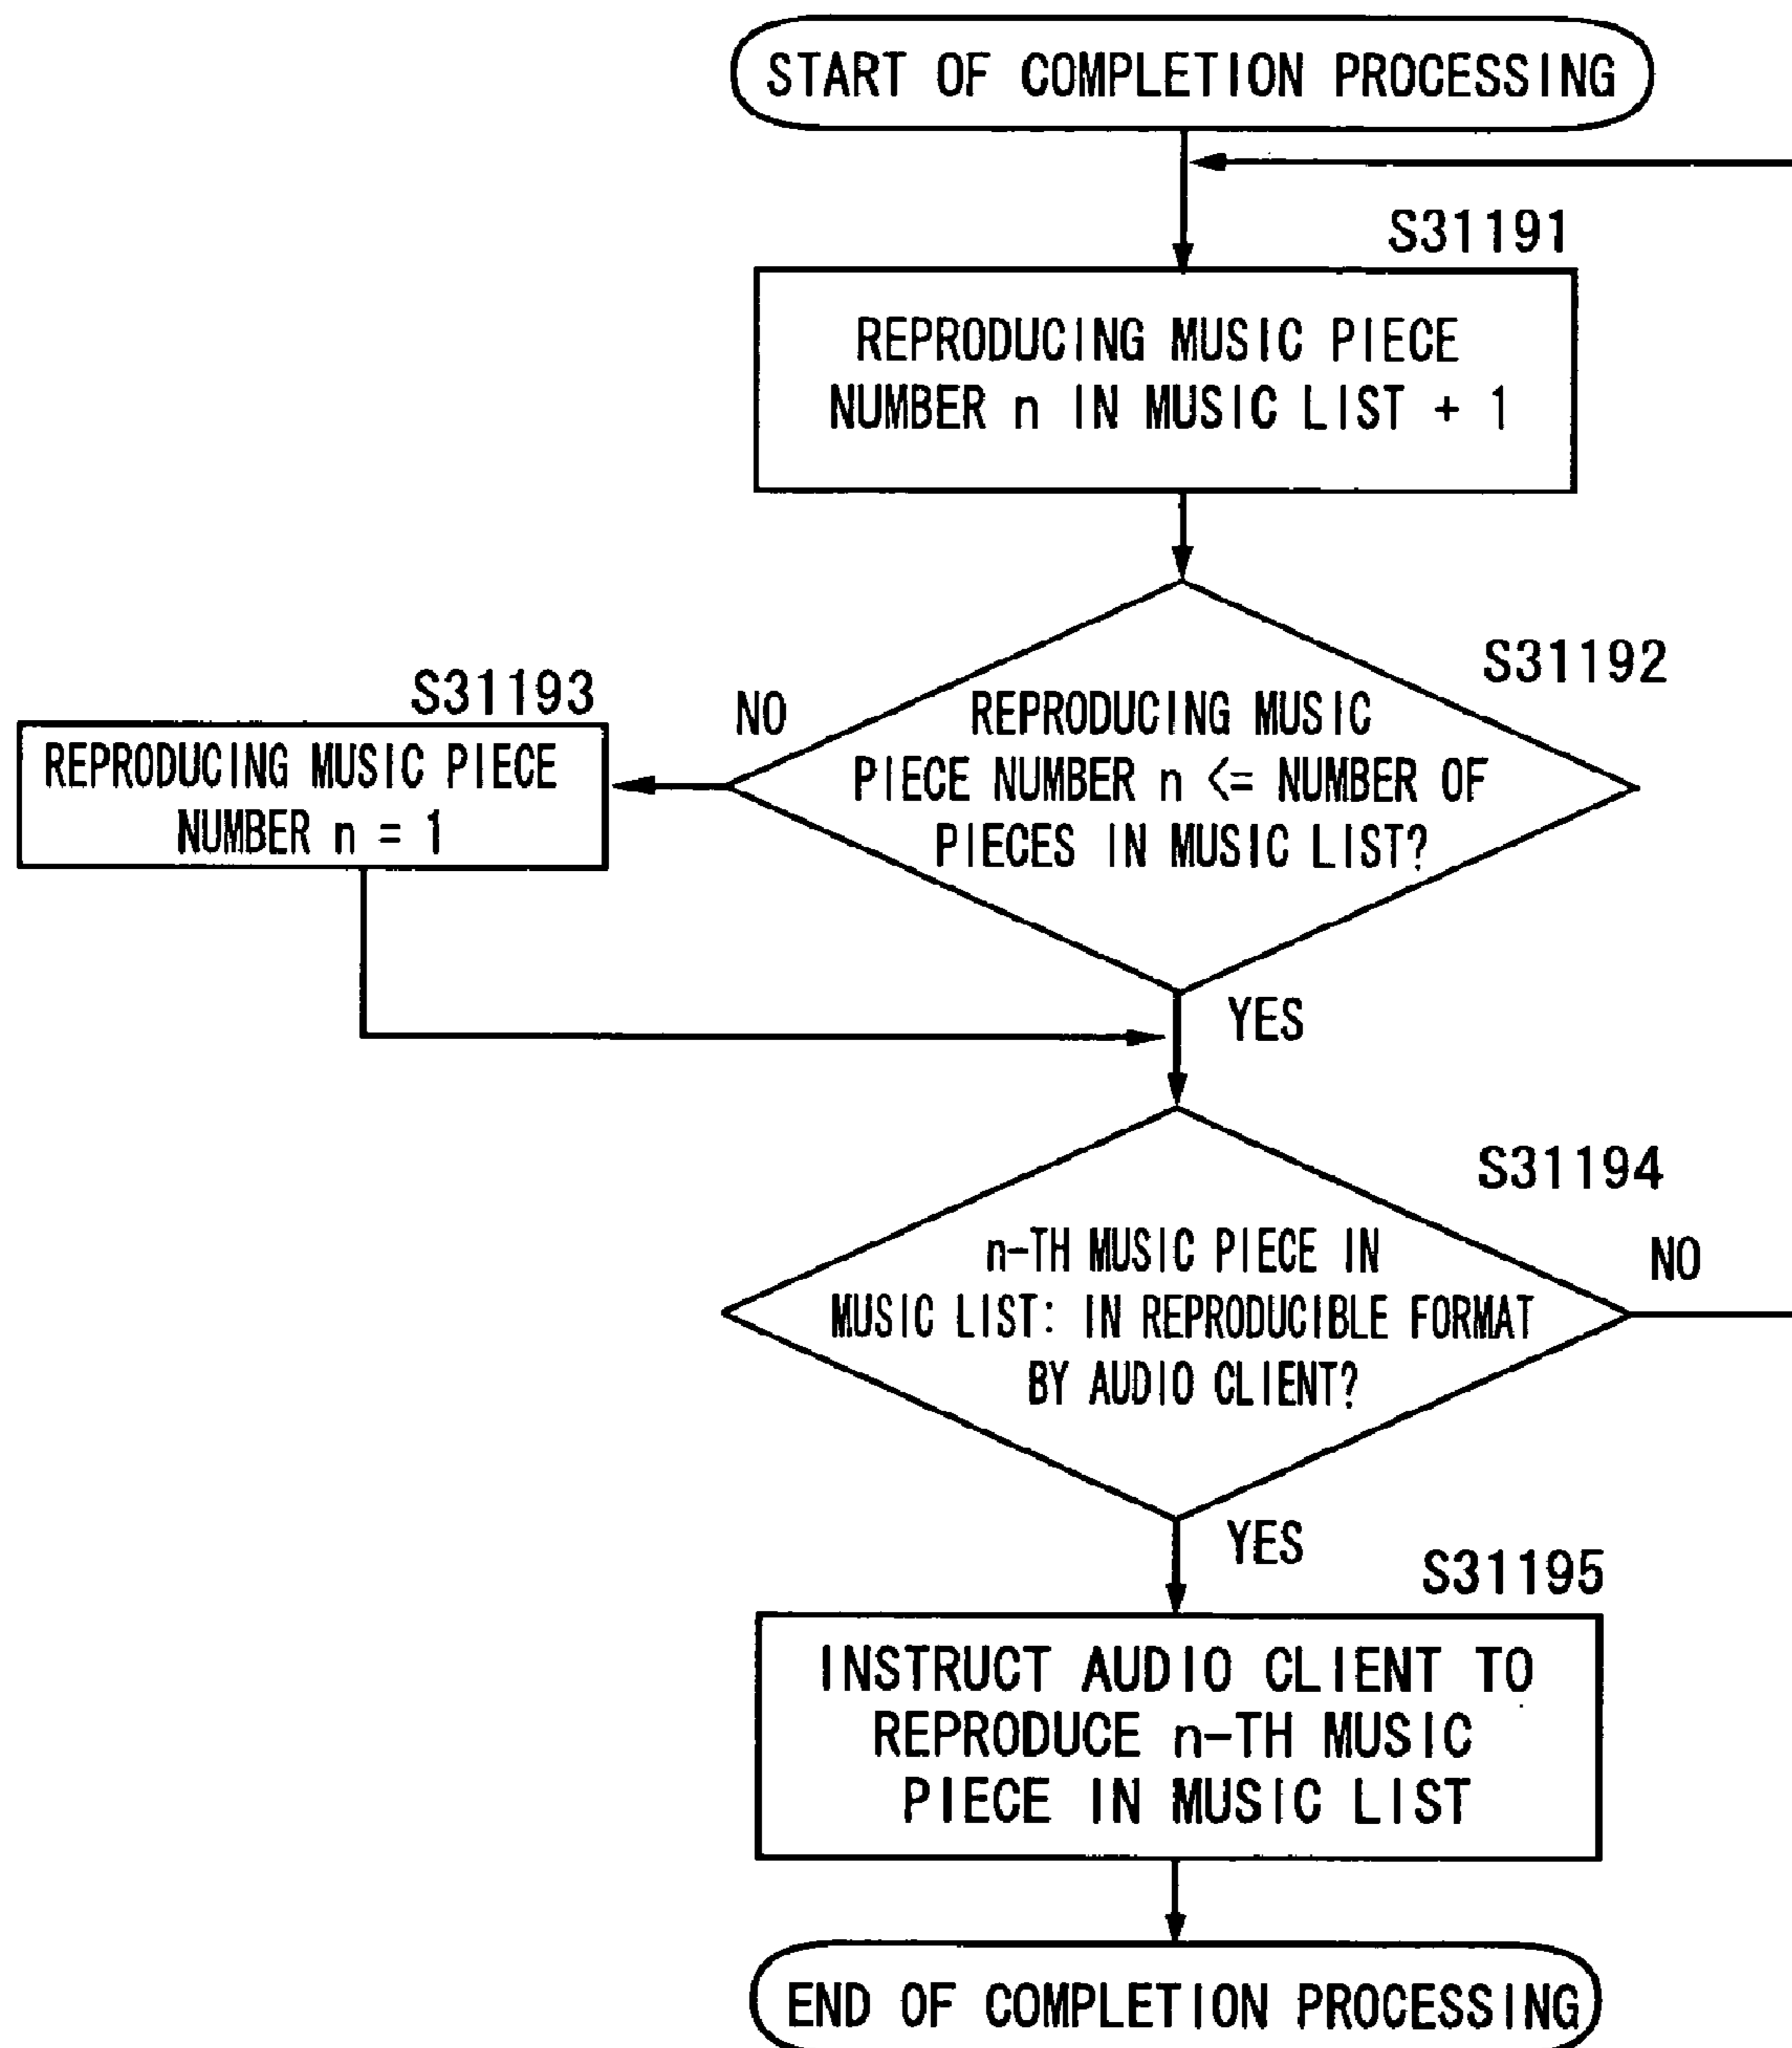 START OF COMPLETION PROCESSING
S31191
REPRODUCING MUSIC PIECE
NUMBER n IN MUSIC LIST + 1
S31192
S31193
NO
REPRODUCING MUSIC
PIECE NUMBER n <= NUMBER OF
PIECES IN MUSIC LIST?
REPRODUCING MUSIC PIECE
NUMBER n = 1
YES
S31194
n-TH MUSIC PIECE IN
MUSIC LIST: IN REPRODUCIBLE FORMAT
BY AUDIO CLIENT?
NO
YES
S31195
INSTRUCT AUDIO CLIENT TO
REPRODUCE n-TH MUSIC
PIECE IN MUSIC LIST
END OF COMPLETION PROCESSING